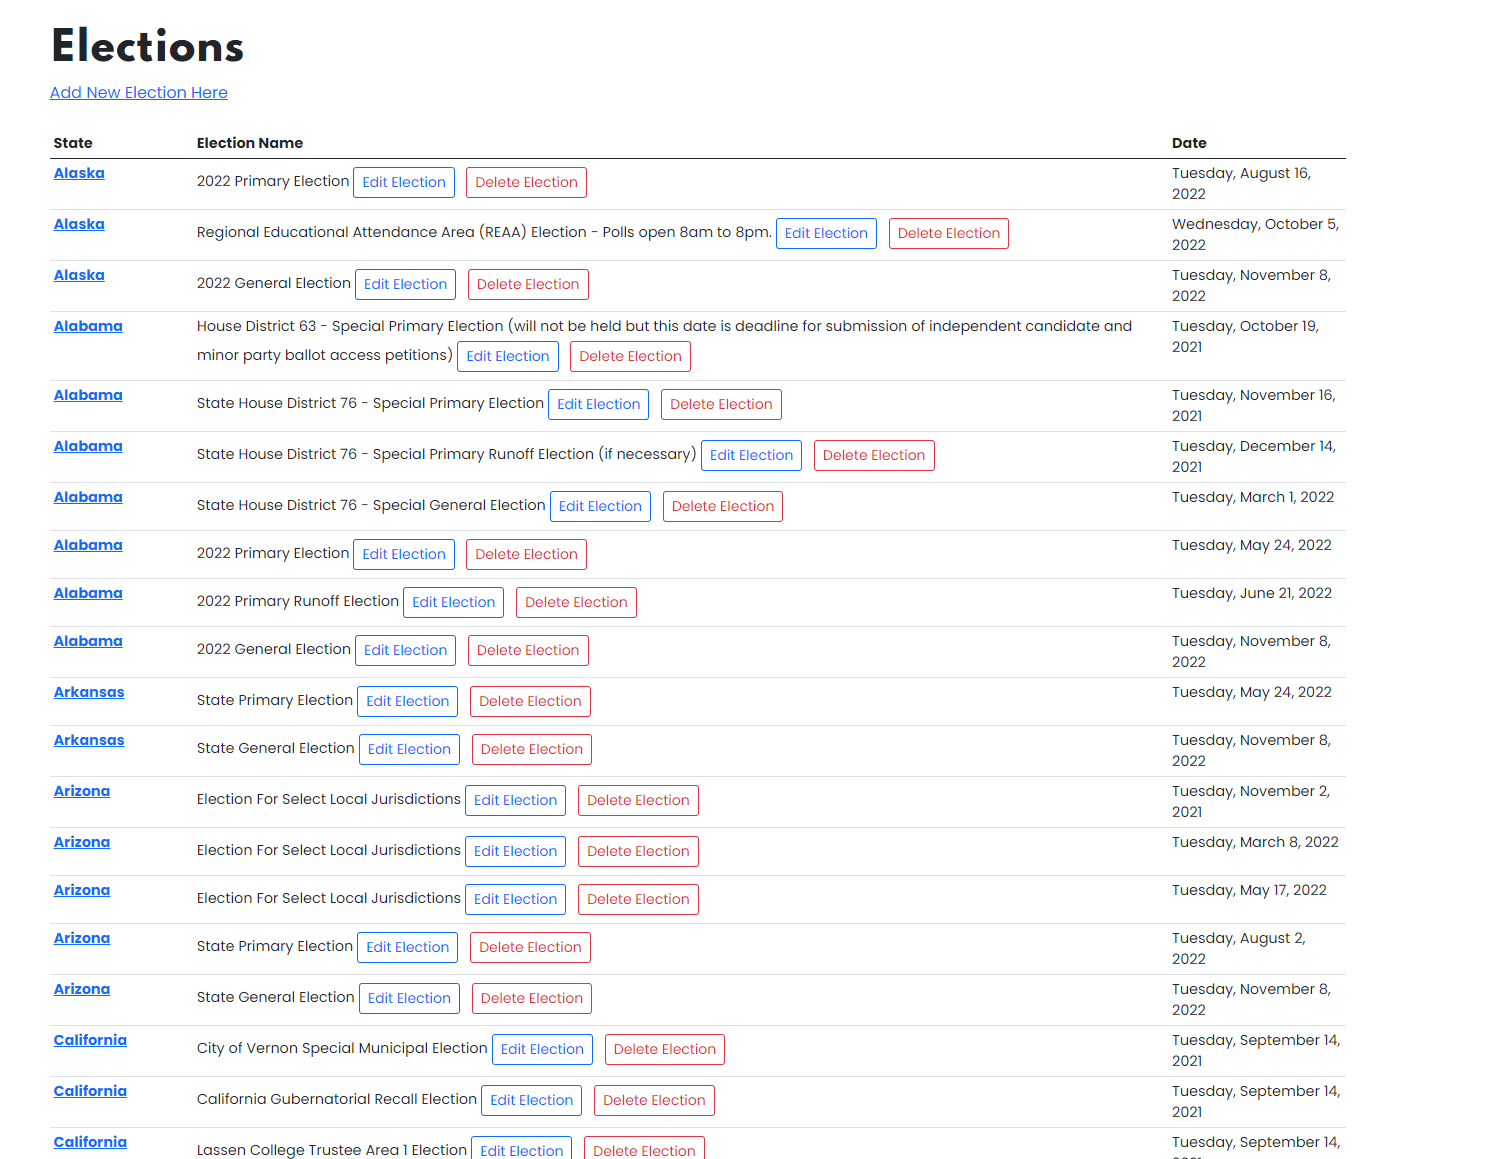 Elections
Add New Election Here
State Election Name Date
Alaska 2022 Primary Election Edit Election Delete Election Tuesday, August 16,
2022
Alaska Regional Educational Attendance Area (REAA) Election - Polls open 8am to 8pm. Edit Election Delete Election Wednesday, October 5,
2022
Alaska 2022 General Election Edit Election Delete Election Tuesday, November 8,
2022
Alabama House District 63 - Special Primary Election (will not be held but this date is deadline for submission of independent candidate and Tuesday, October 19,
minor party ballot access petitions) Edit Election Delete Election 2021
Alabama State House District 76 - Special Primary Election Edit Election Delete Election Tuesday, November 16,
2021
Alabama State House District 76 - Special Primary Runoff Election (if necessary) Edit Election Delete Election Tuesday, December 14,
2021
Alabama State House District 76 - Special General Election Edit Election Delete Election Tuesday, March 1, 2022
Alabama 2022 Primary Election Edit Election Delete Election Tuesday, May 24, 2022
Alabama 2022 Primary Runoff Election Edit Election Delete Election Tuesday, June 21, 2022
Alabama 2022 General Election Edit Election Delete Election Tuesday, November 8,
2022
Arkansas State Primary Election Edit Election Delete Election Tuesday, May 24, 2022
Arkansas State General Election Edit Election Delete Election Tuesday, November 8,
2022
Arizona Election For Select Local Jurisdictions Edit Election Delete Election Tuesday, November 2,
2021
Arizona Election For Select Local Jurisdictions Edit Election Delete Election Tuesday, March 8, 2022
Arizona Election For Select Local Jurisdictions Edit Election Delete Election Tuesday, May 17, 2022
Arizona State Primary Election Edit Election Delete Election Tuesday, August 2,
2022
Arizona State General Election Edit Election Delete Election Tuesday, November 8,
2022
California City of Vernon Special Municipal Election Edit Election Delete Election Tuesday, September 14,
2021
California California Gubernatorial Recall Election Edit Election Delete Election Tuesday, September 14,
2021
California Lassen College Trustee Area 1 Election Edit Election Delete Election Tuesday, September 14,